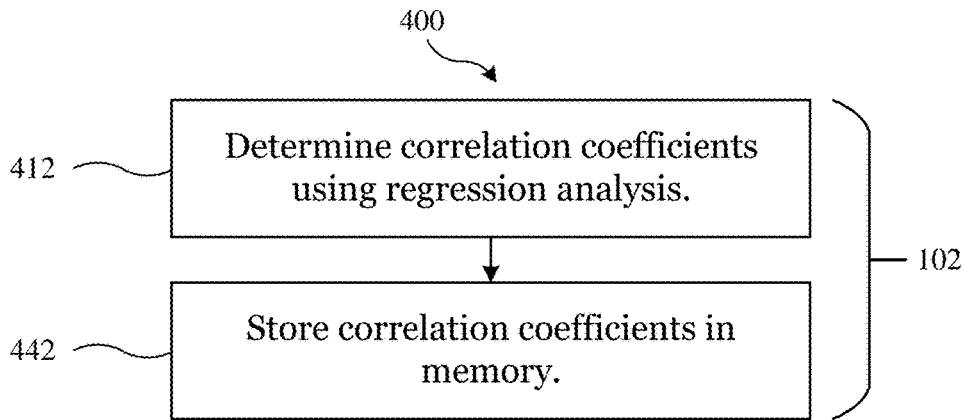 400
412
Determine correlation coefficients
using regression analysis.
102
442
Store correlation coefficients in
memory.